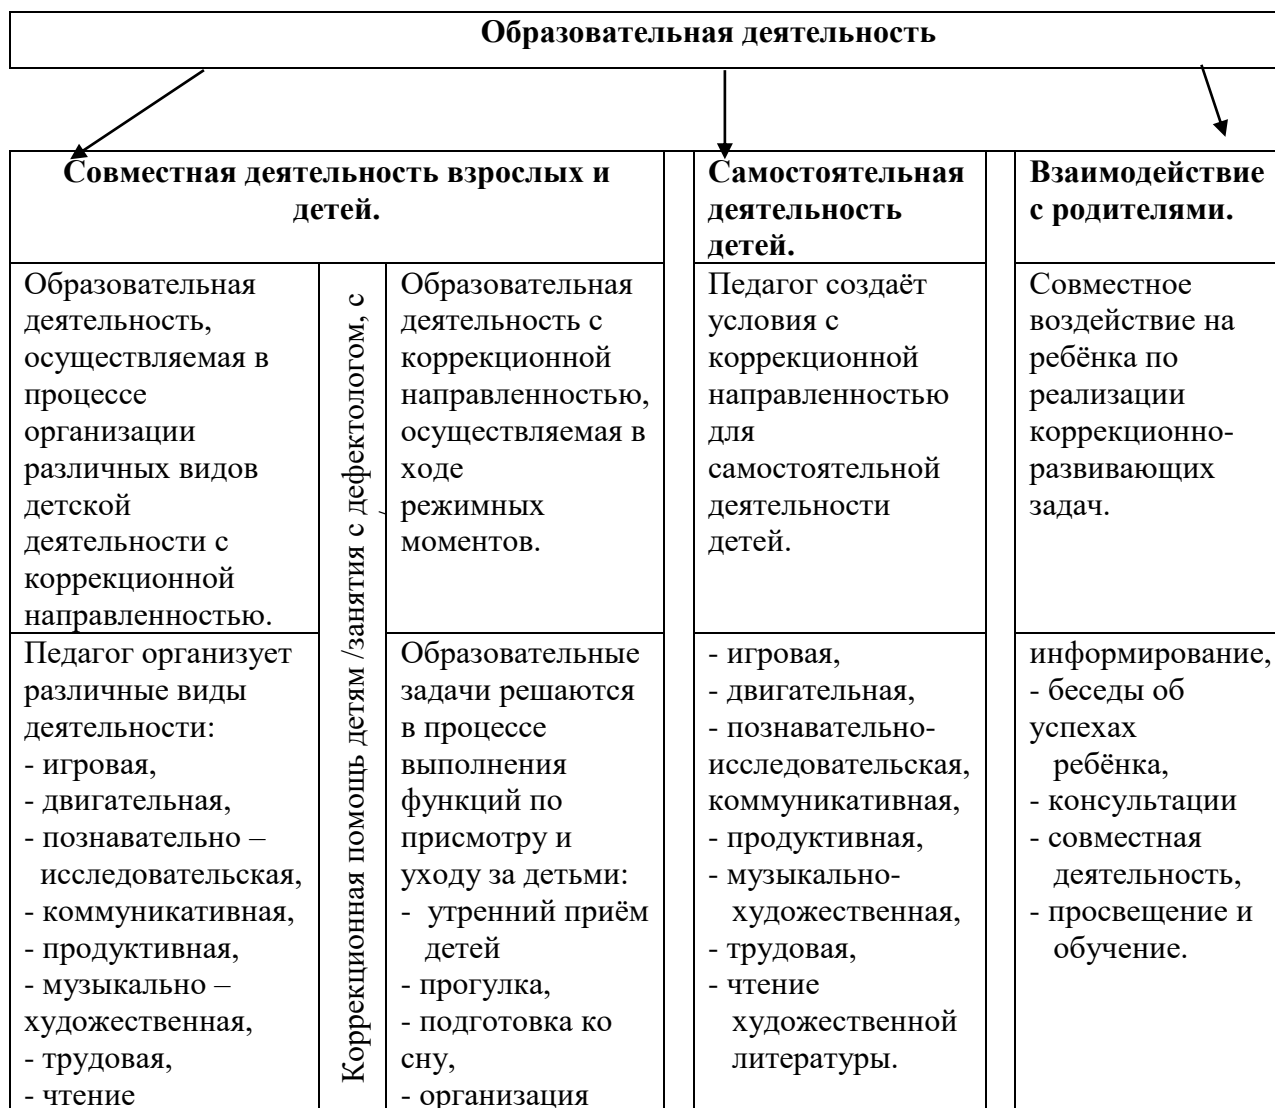 Образовательная деятельность
Совместная деятельность взрослых и
детей.
Самостоятельная
деятельность
детей.
Взаимодействие
с родителями.
Образовательная
деятельность,
осуществляемая в
процессе
организации
различных видов
детской
деятельности с
коррекционной
направленностью.
Коррекционная помощь детям /занятия с дефектологом, с
Образовательная
деятельность с
коррекционной
направленностью,
осуществляемая в
ходе
режимных
моментов.
Педагог создаёт
условия с
коррекционной
направленностью
для
самостоятельной
деятельности
детей.
Совместное
воздействие на
ребёнка по
реализации
коррекционно-
развивающих
задач.
Педагог организует
различные виды
деятельности:
- игровая,
- двигательная,
- познавательно –
исследовательская,
- коммуникативная,
- продуктивная,
- музыкально –
художественная,
- трудовая,
- чтение
Образовательные
задачи решаются
в процессе
выполнения
функций по
присмотру и
уходу за детьми:
- утренний приём
детей
- прогулка,
- подготовка ко
сну,
- организация
- игровая,
- двигательная,
- познавательно-
исследовательская,
коммуникативная,
- продуктивная,
- музыкально-
художественная,
- трудовая,
- чтение
художественной
литературы.
информирование,
- беседы об
успехах
ребёнка,
- консультации
- совместная
деятельность,
- просвещение и
обучение.